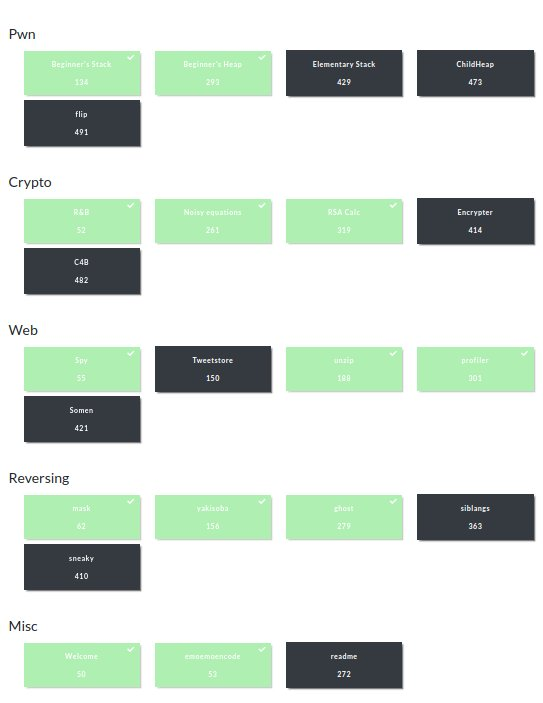 Pwn
Beginner's Stack
134
Beginner's Heap
293
Elementary Stack
429
ChildHeap
473
flip
491
Crypto
R&B
52
Noisy equations
261
RSA Calc
319
Encrypter
414
C4B
482
Web
Spy
55
Tweetstore
150
unzip
188
profiler
301
Somen
421
Reversing
mask
62
yakisoba
156
ghost
279
siblangs
363
sneaky
410
Misc
Welcome
50
emoemoencode
53
readme
272